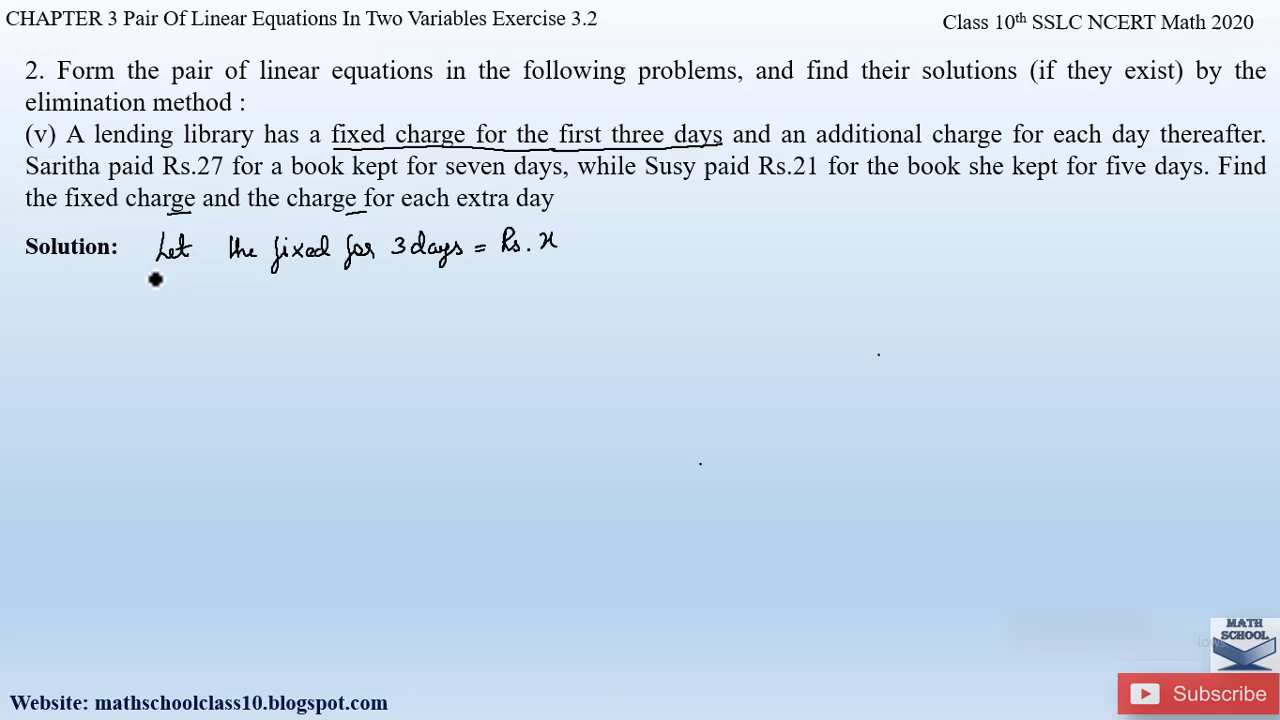 CHAPTER 3 Pair Of Linear Equations In Two Variables Exercise 3.2
Class 10th SSLC NCERT Math 2020
2. Form the pair of linear equations in the following problems, and find their solutions (if they exist) by the
elimination method :
(v) A lending library has a fixed charge for the first three days and an additional charge for each day thereafter.
Saritha paid Rs.27 for a book kept for seven days, while Susy paid Rs.21 for the book she kept for five days. Find
the fixed charge and the charge for each extra day
Solution: Let the fixed for 3 days = Rs. x
MATH
SCHOOL
Subscribe
Website: mathschoolclass10.blogspot.com